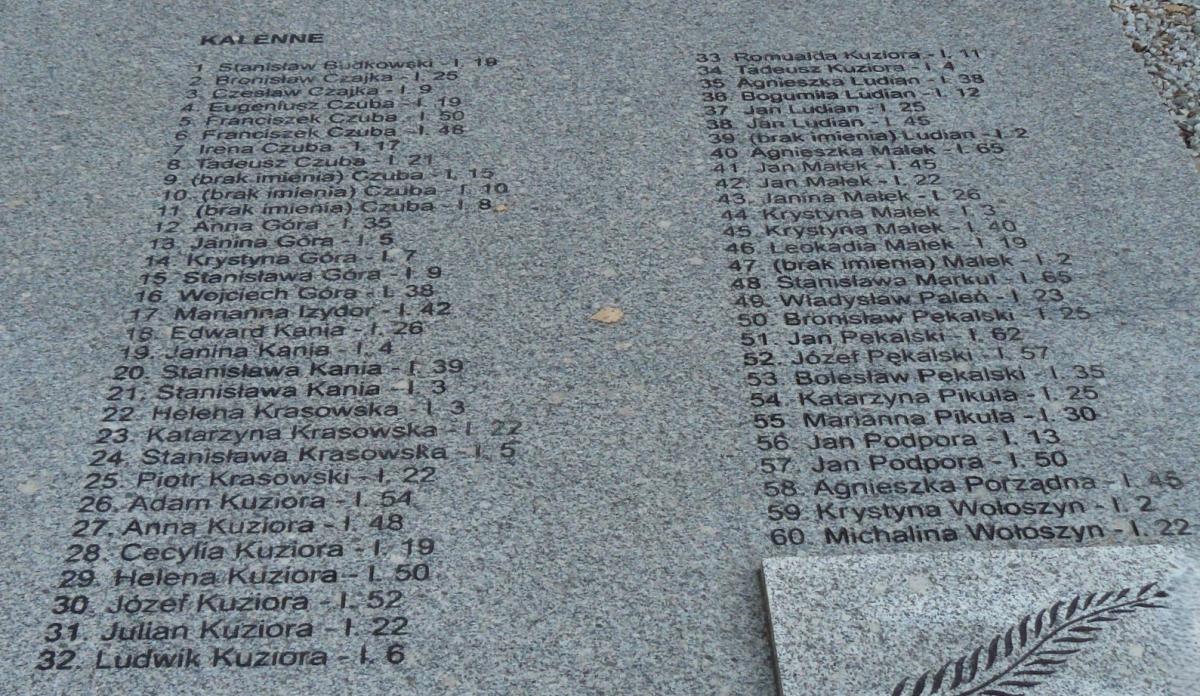 KALENNE
1 Stanisław Budkowski - l. 19
2 Bronisław Czajka - l. 25
3 Czesław Czajka - l. 9
4. Eugeniusz Czuba - l. 19
5. Franciszek Czuba - l. 50
6. Franciszek Czuba - l. 48
7 Irena Czuba - l. 17
8. Tadeusz Czuba - l. 21
9. (brak imienia) Czuba - l. 15
10. (brak imienia) Czuba - l. 10
11. (brak imienia) Czuba - l. 8
12 Anna Góra - l. 35
13. Janina Góra - l. 5
14 Krystyna Góra - l. 7
15 Stanisława Góra - l. 9
16. Wojciech Góra - l. 38
17. Marianna Izydor - l. 42
18. Edward Kania - l. 26
19. Janina Kania - l. 4
20. Stanisława Kania - l. 39
21. Stanisława Kania - l. 3
22. Helena Krasowska - l. 3
23. Katarzyna Krasowska - l. 22
24. Stanisława Krasowska - l. 5
25. Piotr Krasowski - l. 22
26. Adam Kuziora - l. 54
27. Anna Kuziora - l. 48
28. Cecylia Kuziora - l. 19
29. Helena Kuziora - l. 50
30. Józef Kuziora - l. 52
31. Julian Kuziora - l. 22
32. Ludwik Kuziora - l. 6
33 Romualda Kuziora - l. 11
34. Tadeusz Kuziora - l. 4
35 Agnieszka Ludian - l. 38
36. Bogumiła Ludian - l. 12
37 Jan Ludian - l. 25
38. Jan Ludian - l. 45
39. (brak imienia) Ludian - l. 2
40. Agnieszka Małek - l. 65
41. Jan Małek - l. 45
42. Jan Małek - l. 22
43. Janina Małek - l. 26
44. Krystyna Małek - l. 3
45. Krystyna Małek - l. 40
46. Leokadia Małek - l. 19
47. (brak imienia) Małek - l. 2
48. Stanisława Markut - l. 65
49. Władysław Paleń - l. 23
50. Bronisław Pękalski - l. 25
51. Jan Pękalski - l. 62
52. Józef Pękalski - l. 57
53. Bolesław Pękalski - l. 35
54. Katarzyna Pikula - l. 25
55. Marianna Pikula - l. 30
56. Jan Podpora - l. 13
57. Jan Podpora - l. 50
58. Agnieszka Porządna - l. 45
59 Krystyna Wołoszyn - l. 2
60. Michalina Wołoszyn - l. 22